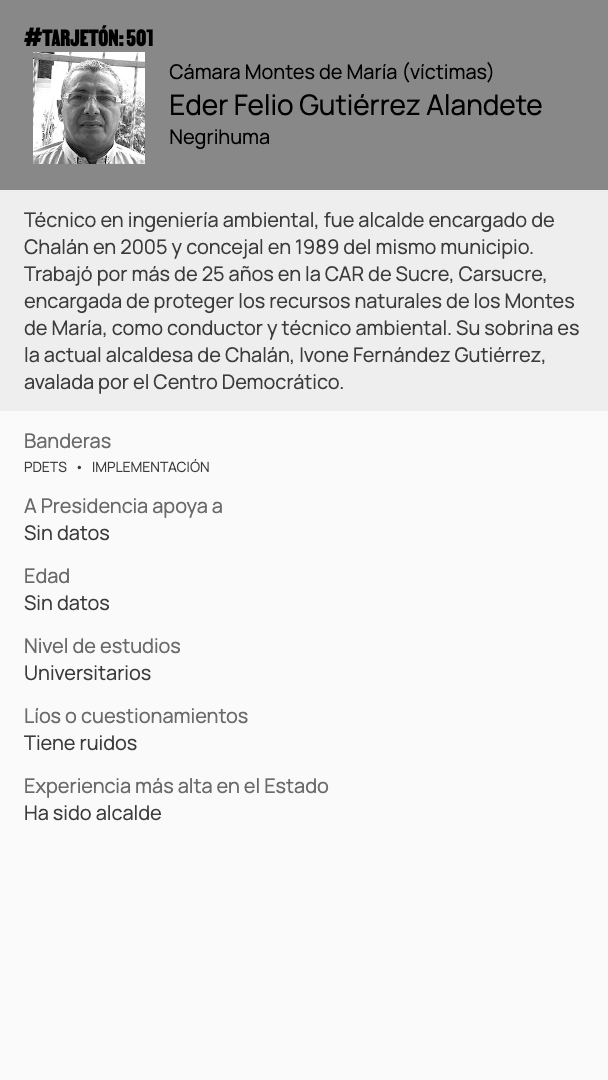 #TARJETÓN: 501
Cámara Montes de María (víctimas)
Eder Felio Gutiérrez Alandete
Negrihuma
Técnico en ingeniería ambiental, fue alcalde encargado de
Chalán en 2005 y concejal en 1989 del mismo municipio.
Trabajó por más de 25 años en la CAR de Sucre, Carsucre,
encargada de proteger los recursos naturales de los Montes
de María, como conductor y técnico ambiental. Su sobrina es
la actual alcaldesa de Chalán, Ivone Fernández Gutiérrez,
avalada por el Centro Democrático.
Banderas
PDETS • IMPLEMENTACIÓN
A Presidencia apoya a
Sin datos
Edad
Sin datos
Nivel de estudios
Universitarios
Líos o cuestionamientos
Tiene ruidos
Experiencia más alta en el Estado
Ha sido alcalde